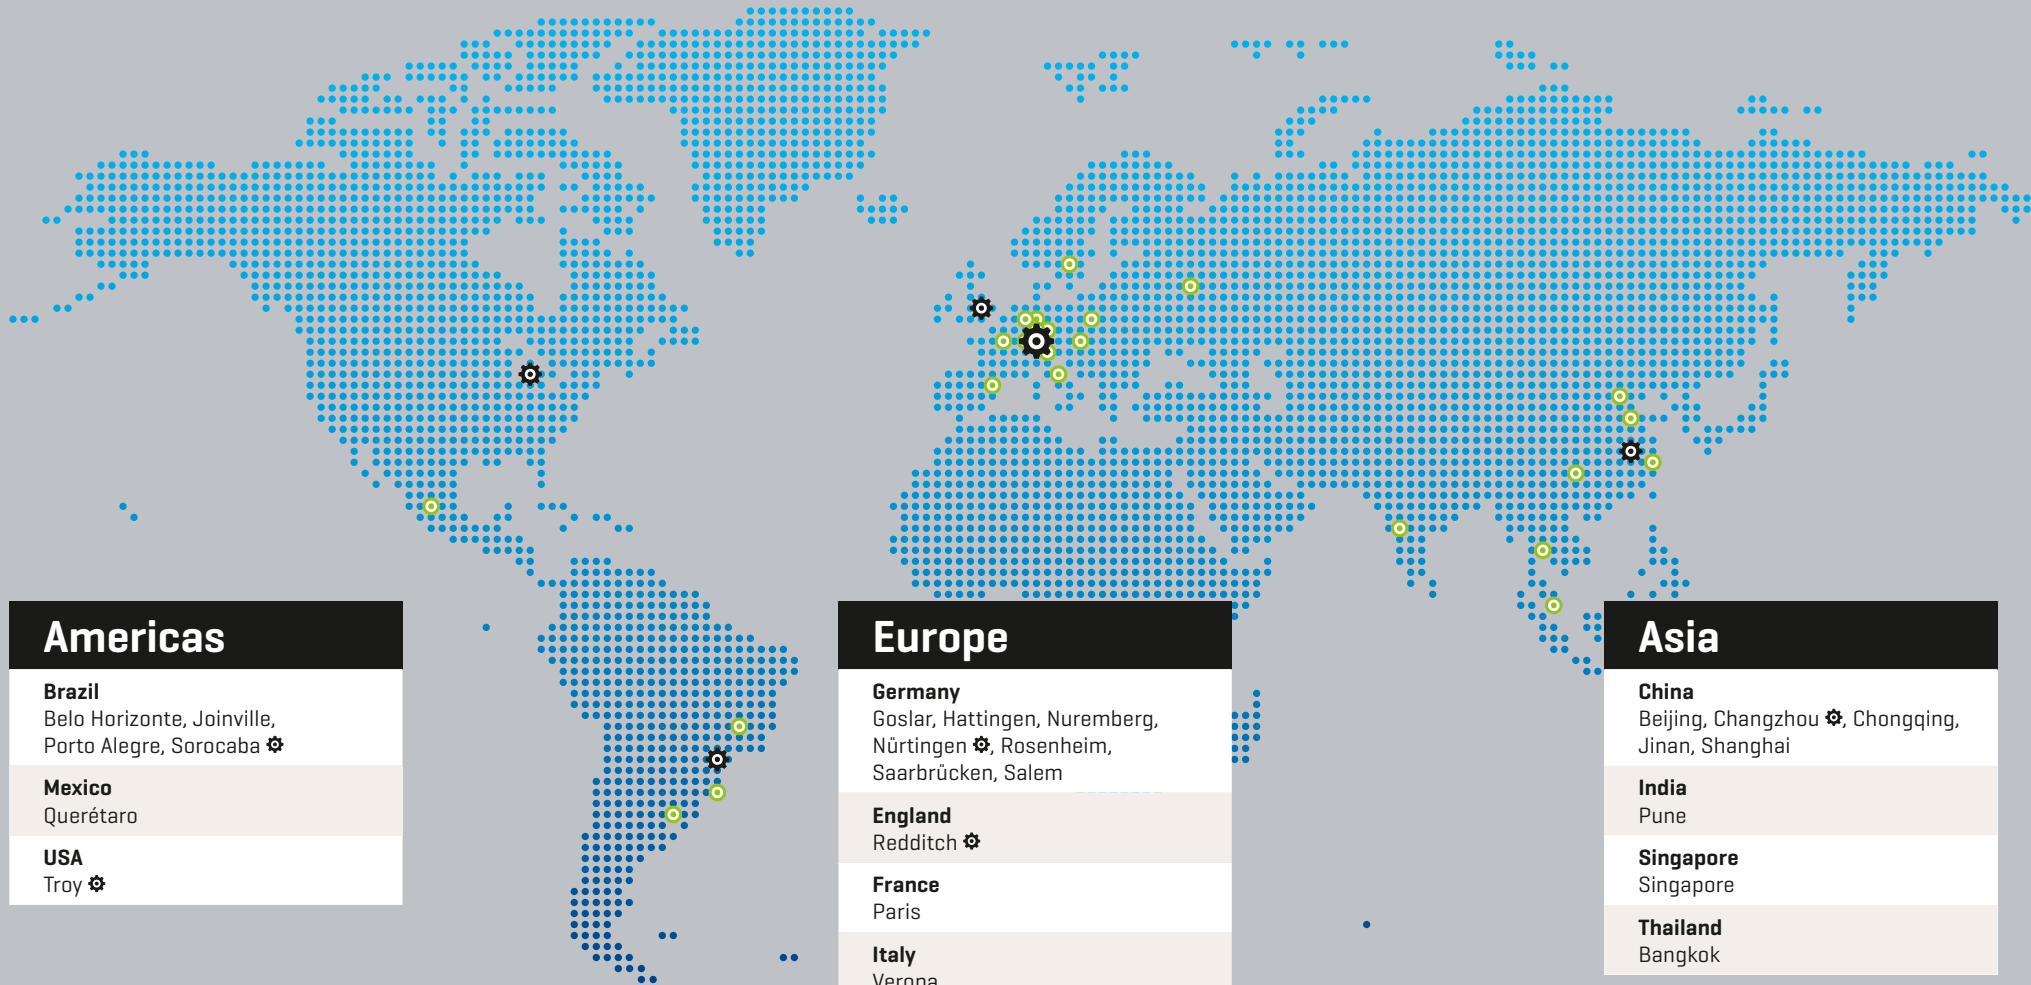 Americas
Brazil
Belo Horizonte, Joinville,
Porto Alegre, Sorocaba
Mexico
Querétaro
USA
Troy
Europe
Germany
Goslar, Hattingen, Nuremberg,
Nürtingen , Rosenheim,
Saarbrücken, Salem
England
Redditch
France
Paris
Italy
Verona
Asia
China
Beijing, Changzhou , Chongqing,
Jinan, Shanghai
India
Pune
Singapore
Singapore
Thailand
Bangkok